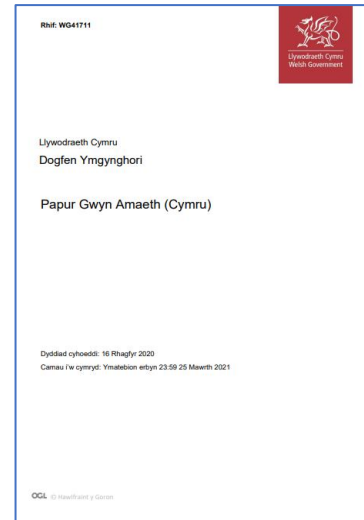 Rhif: WG41711
Llywodraeth Cymru
Welsh Government
Llywodraeth Cymru
Dogfen Ymgynghori
Papur Gwyn Amaeth (Cymru)
Dyddiad cyhoeddi: 16 Rhagfyr 2020
Camau i'w cymryd: Ymatebion erbyn 23:59 25 Mawrth 2021
OGL © Hawlfraint y Goron